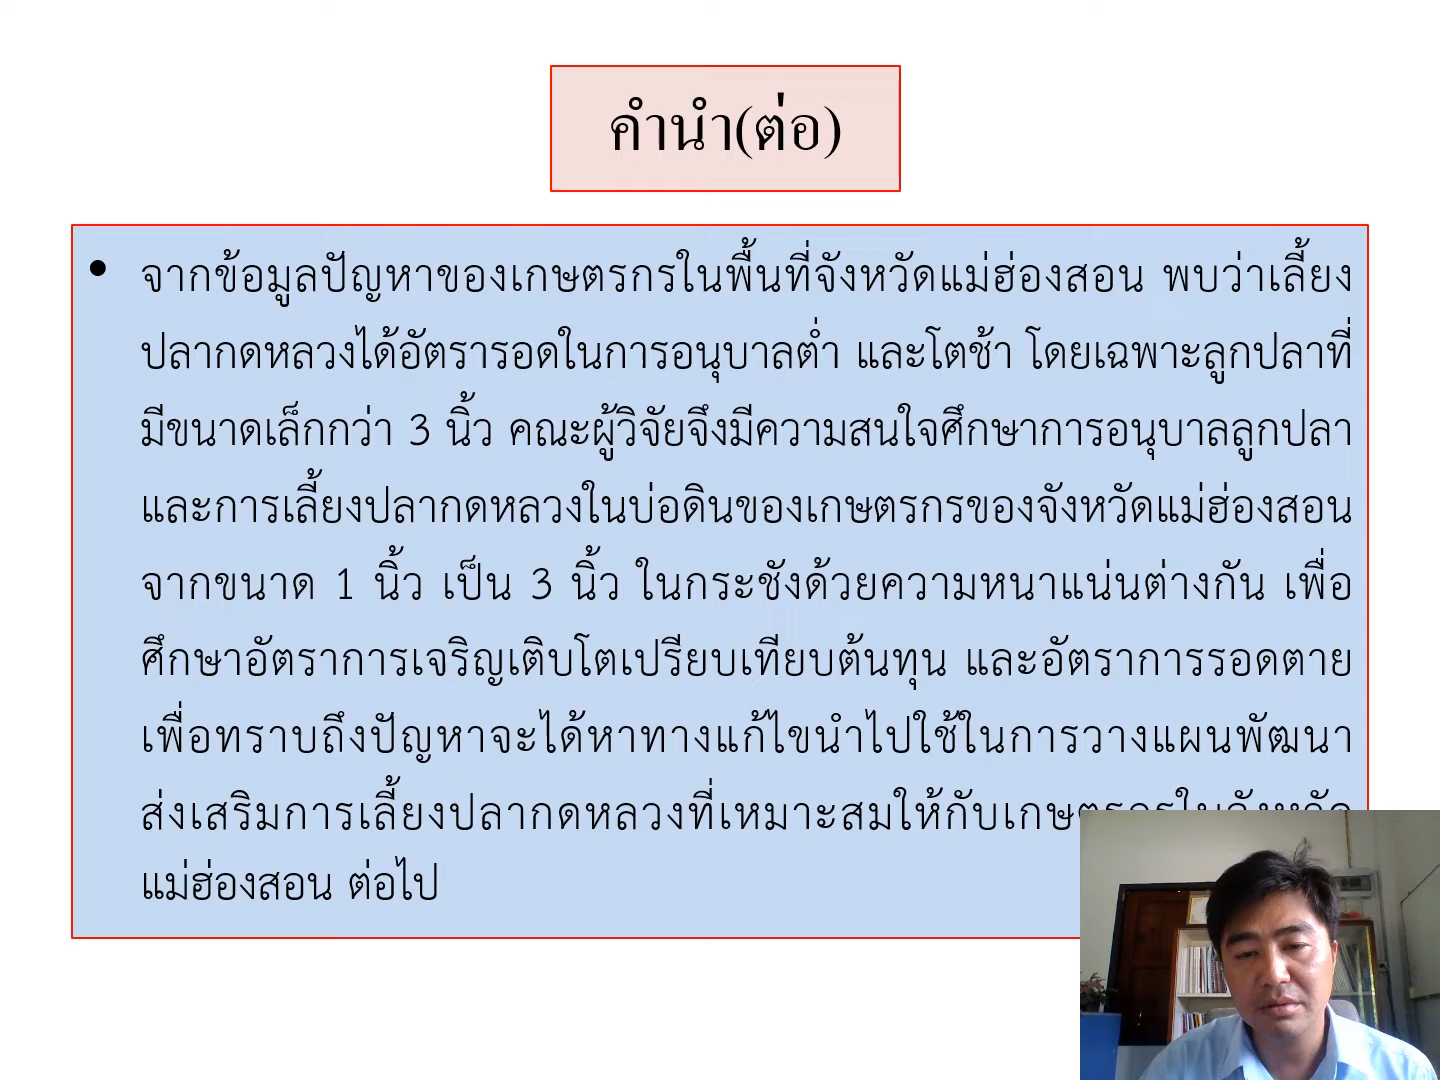 คำนำ(ต่อ)
• จากข้อมูลปัญหาของเกษตรกรในพื้นที่จังหวัดแม่ฮ่องสอน พบว่าเลี้ยง
ปลากดหลวงได้อัตรารอดในการอนุบาลต่ำ และโตช้า โดยเฉพาะลูกปลาที่
มีขนาดเล็กกว่า 3 นิ้ว คณะผู้วิจัยจึงมีความสนใจศึกษาการอนุบาลลูกปลา
และการเลี้ยงปลากดหลวงในบ่อดินของเกษตรกรของจังหวัดแม่ฮ่องสอน
จากขนาด 1 นิ้ว เป็น 3 นิ้ว ในกระชังด้วยความหนาแน่นต่างกัน เพื่อ
ศึกษาอัตราการเจริญเติบโตเปรียบเทียบต้นทุน และอัตราการรอดตาย
เพื่อทราบถึงปัญหาจะได้หาทางแก้ไขนำไปใช้ในการวางแผนพัฒนา
ส่งเสริมการเลี้ยงปลากดหลวงที่เหมาะสมให้กับเกษตรกรในจังหวัด
แม่ฮ่องสอน ต่อไป